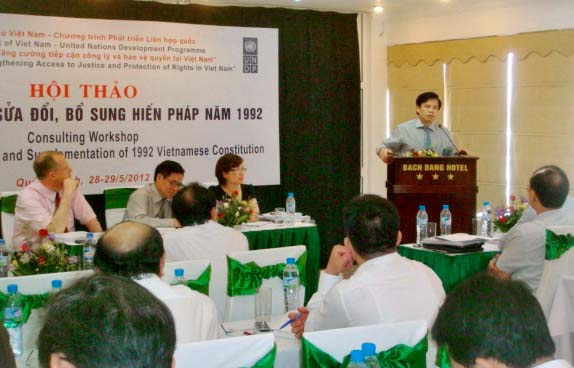 ủ Việt Nam - Chương trình Phát triển Liên hợp quốc
t of Viet Nam - United Nations Development Programme
Tăng cường tiếp cận công lý và bảo vệ quyền tại Việt Nam"
gthening Access to Justice and Protection of Rights in Viet Nam"
UN
DP
HỘI THẢO
SỬA ĐỔI, BỔ SUNG HIẾN PHÁP NĂM 1992
Consulting Workshop
and Supplementation of 1992 Vietnamese Constitution
28-29/5/2012
BACH DANG HOTEL